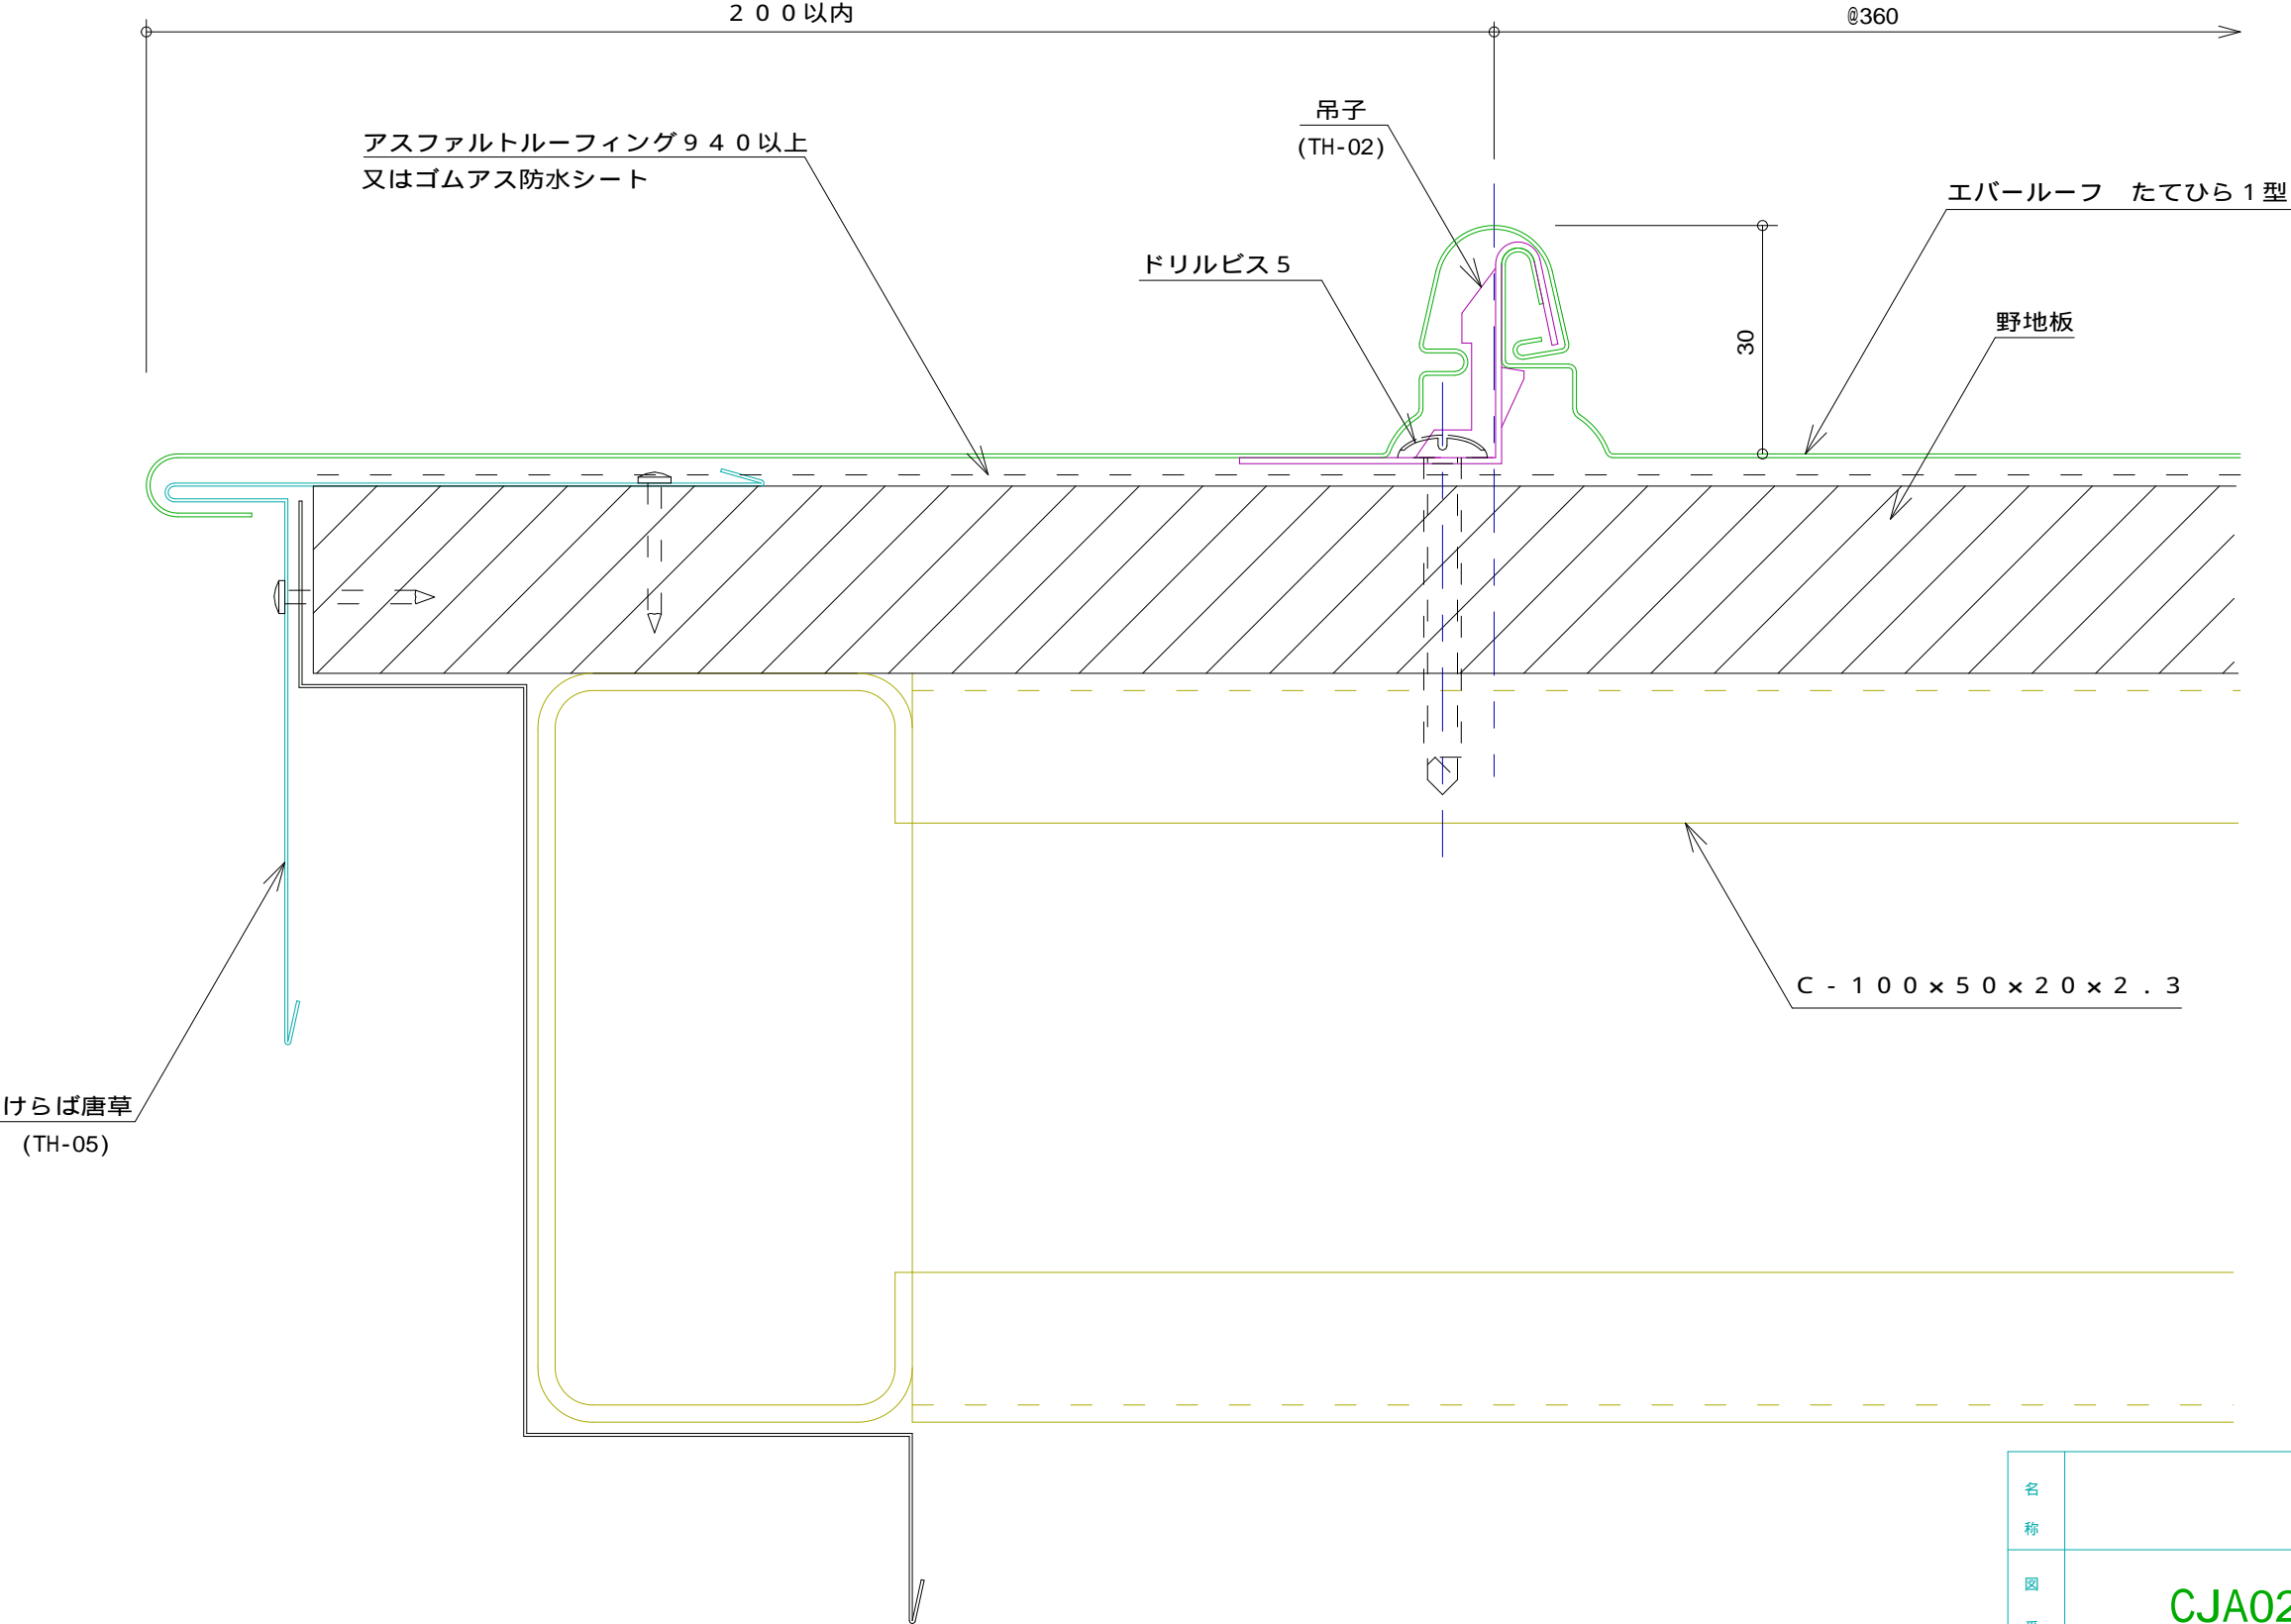 ２００以内
@360
吊子
(TH-02)
アスファルトルーフィング９４０以上
又はゴムアス防水シート
エバールーフ　たてひら１型
ドリルビス５
野地板
30
Ｃ－１００×５０×２０×２．３
けらば唐草
(TH-05)
名
称
図
CJA02